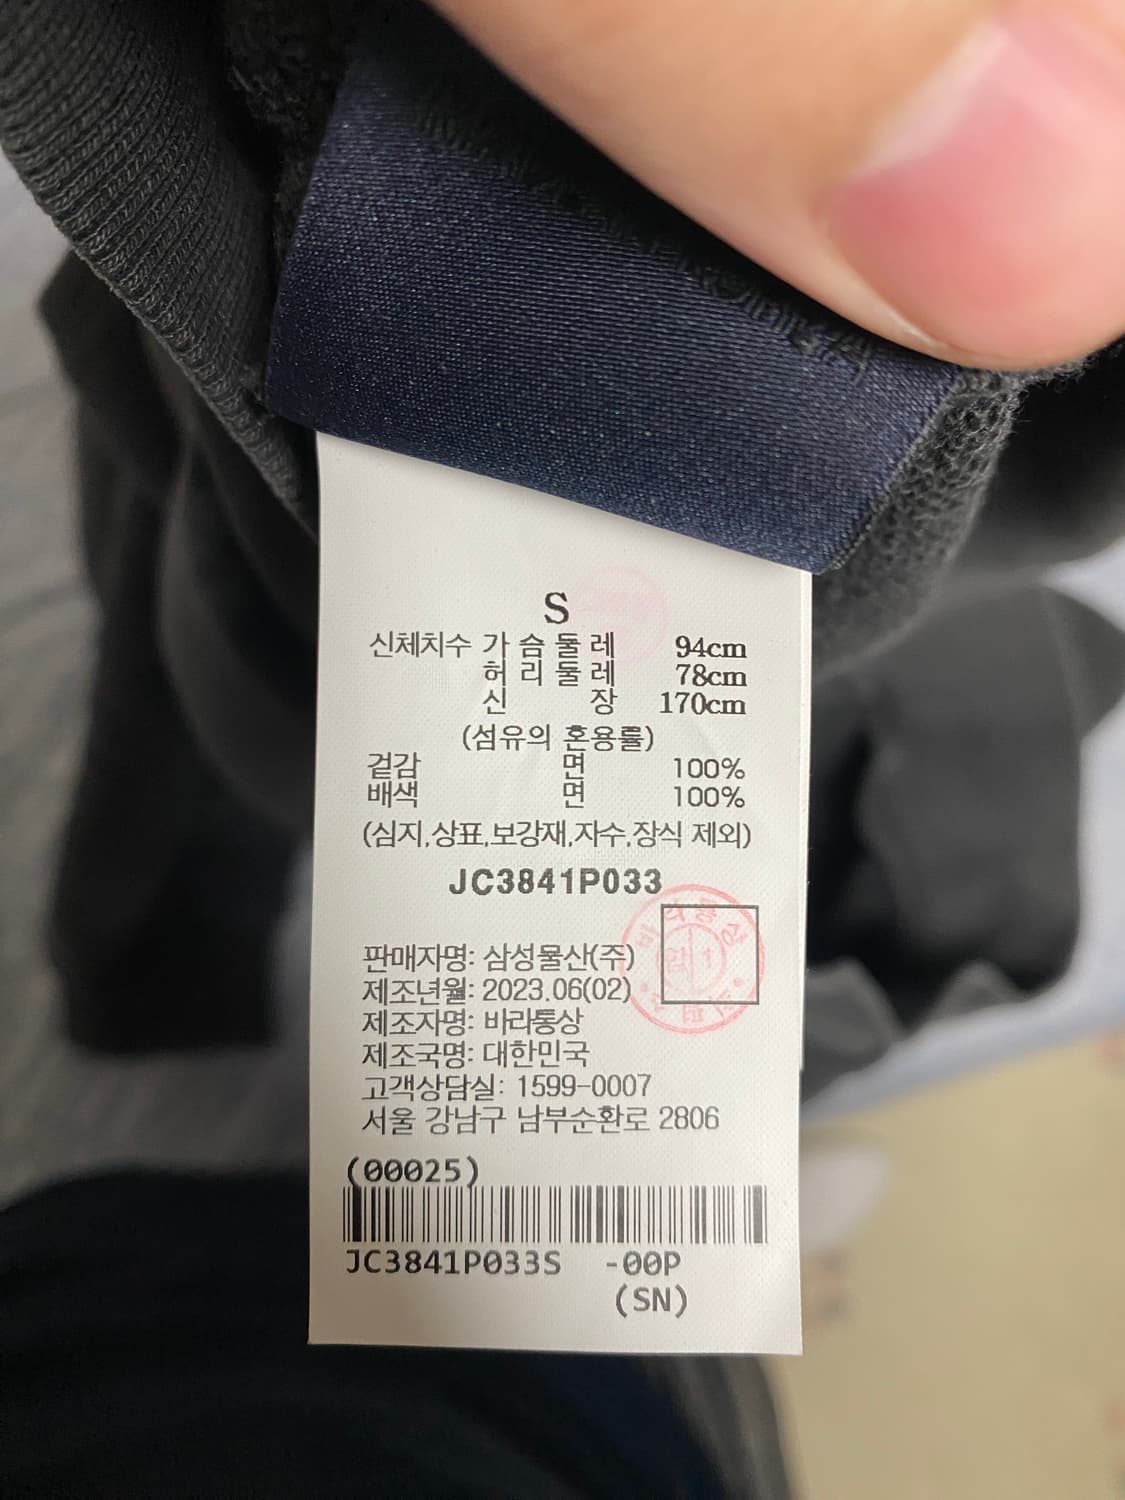 S
신체치수 가슴둘레 94cm
허리둘레 78cm
신장 170cm
(섬유의 혼용률)
겉감 면 100%
배색 면 100%
(심지,상표,보강재,자수,장식 제외)
JC3841P033
판매자명: 삼성물산(주)
제조년월: 2023.06(02)
제조자명: 바라통상
제조국명: 대한민국
고객상담실: 1599-0007
서울 강남구 남부순환로 2806
(00025)
JC3841P033S -00P
(SN)